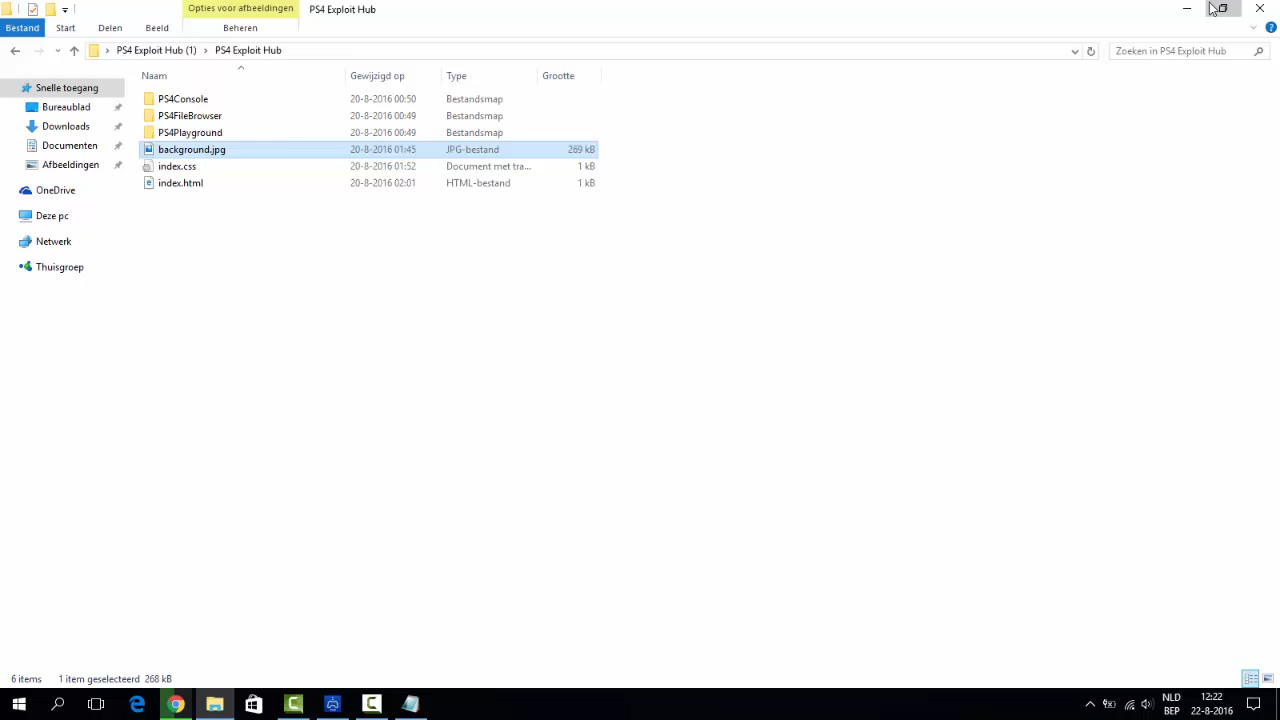 Opties voor afbeeldingen PS4 Exploit Hub
Bestand Start Delen Beeld Beheren
PS4 Exploit Hub (1) PS4 Exploit Hub Zoeken in PS4 Exploit Hub
Naam Gewijzigd op Type Grootte
Snelle toegang
Bureaublad
Downloads
Documenten
Afbeeldingen
OneDrive
Deze pc
Netwerk
Thuisgroep
PS4Console 20-8-2016 00:50 Bestandsmap
PS4FileBrowser 20-8-2016 00:49 Bestandsmap
PS4Playground 20-8-2016 00:49 Bestandsmap
background.jpg 20-8-2016 01:45 JPG-bestand 269 kB
index.css 20-8-2016 01:52 Document met tra... 1 kB
index.html 20-8-2016 02:01 HTML-bestand 1 kB
6 items 1 item geselecteerd 268 kB
NLD 12:22
BEP 22-8-2016